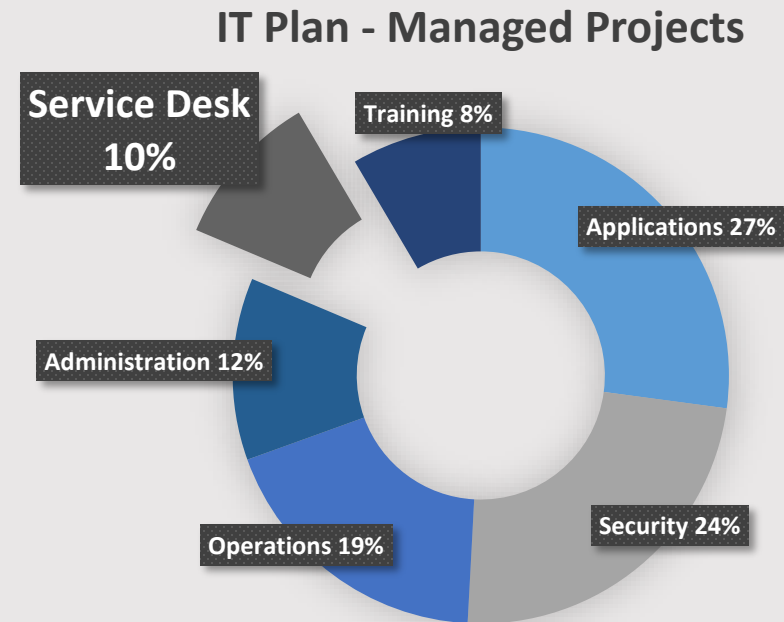 IT Plan - Managed Projects
Service Desk
10%
Training 8%
Applications 27%
Administration 12%
Security 24%
Operations 19%